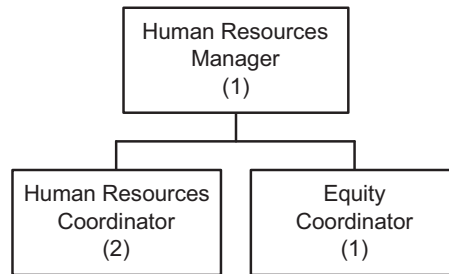 Human Resources
Manager
(1)
Human Resources
Coordinator
(2)
Equity
Coordinator
(1)